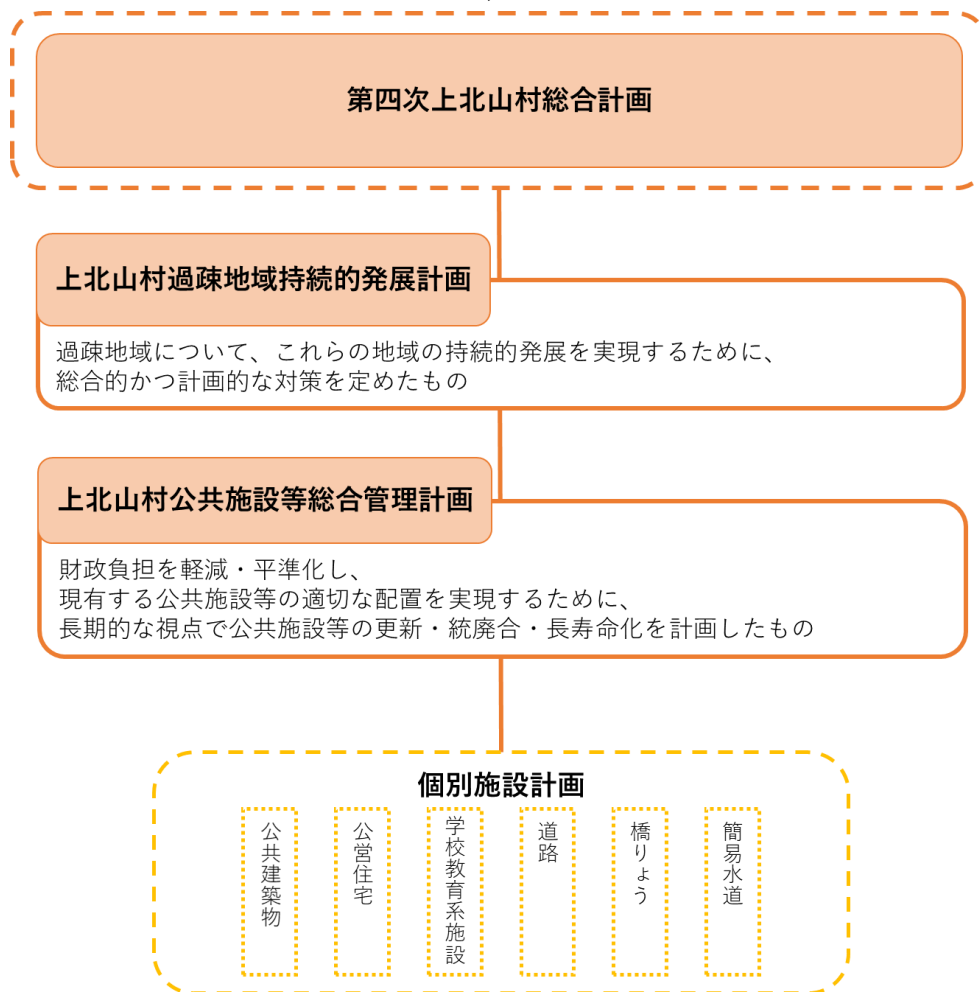 第四次上北山村総合計画
上北山村過疎地域持続的発展計画
過疎地域について、これらの地域の持続的発展を実現するために、
総合的かつ計画的な対策を定めたもの
上北山村公共施設等総合管理計画
財政負担を軽減・平準化し、
現有する公共施設等の適切な配置を実現するために、
長期的な視点で公共施設等の更新・統廃合・長寿命化を計画したもの
個別施設計画
公共建築物
公営住宅
学校教育系施設
道路
橋りょう
簡易水道